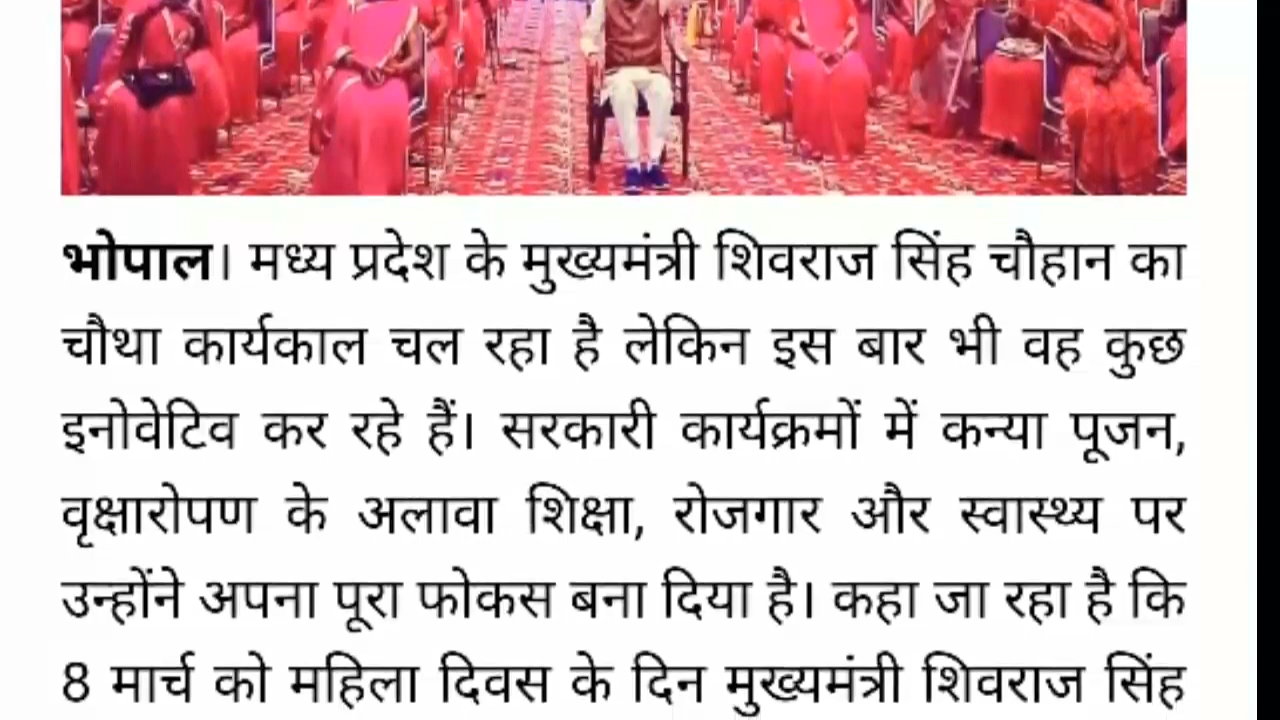 भोपाल। मध्य प्रदेश के मुख्यमंत्री शिवराज सिंह चौहान का
चौथा कार्यकाल चल रहा है लेकिन इस बार भी वह कुछ
इनोवेटिव कर रहे हैं। सरकारी कार्यक्रमों में कन्या पूजन,
वृक्षारोपण के अलावा शिक्षा, रोजगार और स्वास्थ्य पर
उन्होंने अपना पूरा फोकस बना दिया है। कहा जा रहा है कि
8 मार्च को महिला दिवस के दिन मुख्यमंत्री शिवराज सिंह